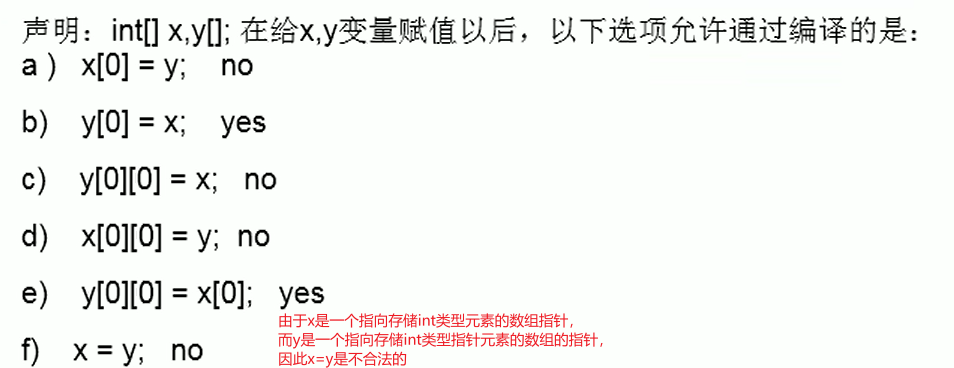 声明：int[] x,y[]; 在给x,y变量赋值以后，以下选项允许通过编译的是：
a ) x[0] = y; no
b) y[0] = x; yes
c) y[0][0] = x; no
d) x[0][0] = y; no
e) y[0][0] = x[0]; yes
由于x是一个指向存储int类型元素的数组指针，
而y是一个指向存储int类型指针元素的数组的指针，
因此x=y是不合法的
f) x = y; no